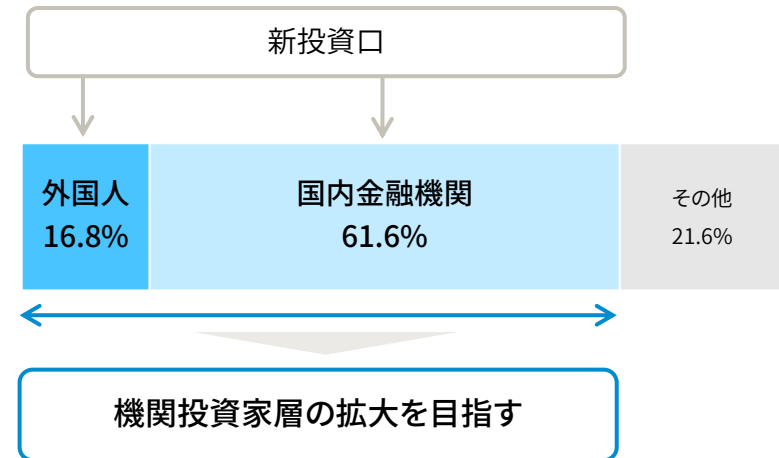 新投資口
外国人
16.8%
国内金融機関
61.6%
その他
21.6%
機関投資家層の拡大を目指す